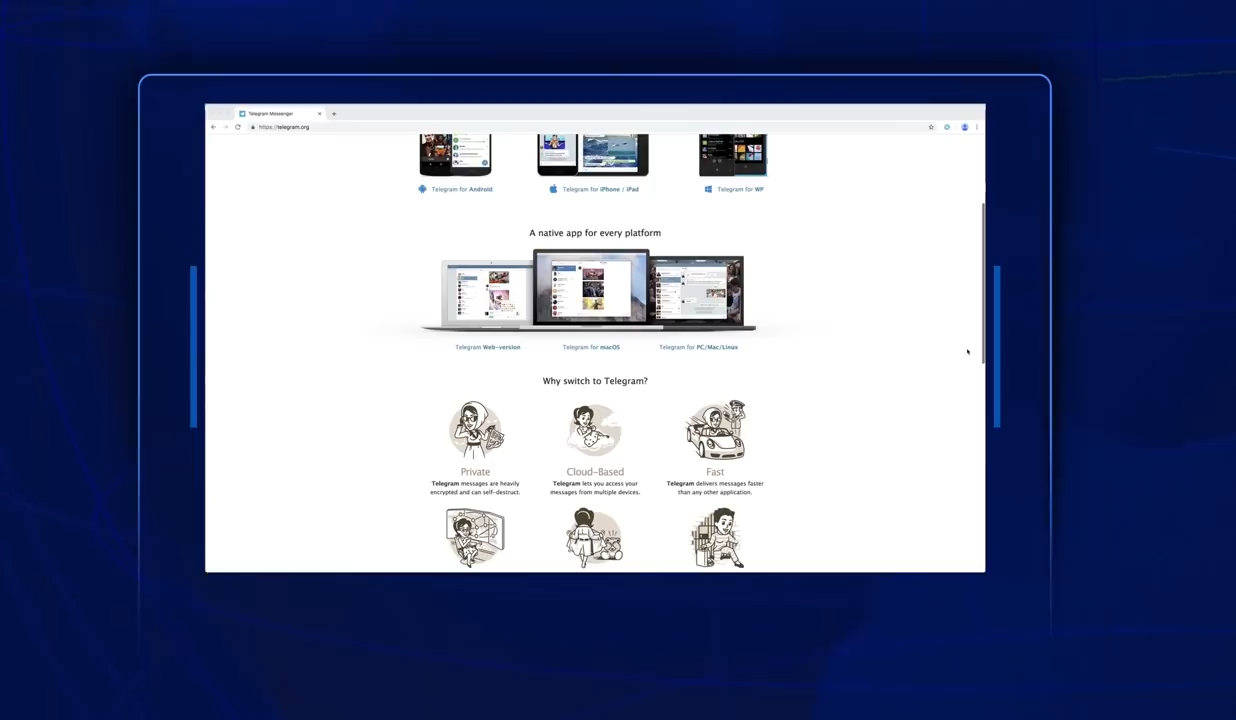 Telegram Messenger
https://telegram.org
Telegram for Android
Telegram for iPhone / iPad
Telegram for WP
A native app for every platform
Telegram Web-version
Telegram for macOS
Telegram for PC/Mac/Linux
Why switch to Telegram?
Private
Telegram messages are heavily
encrypted and can self-destruct.
Cloud-Based
Telegram lets you access your
messages from multiple devices.
Fast
Telegram delivers messages faster
than any other application.